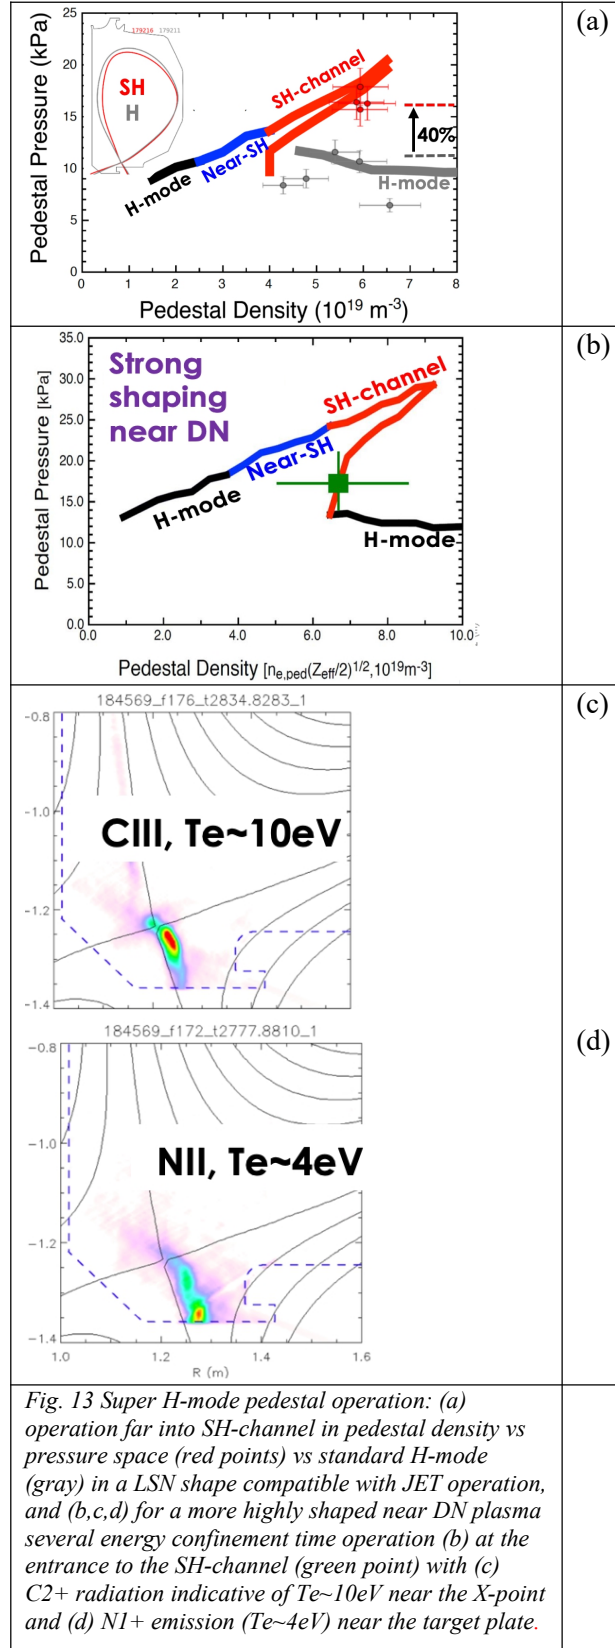 (a)
Pedestal Pressure (kPa)
25
20
15
10
5
0
179216 179211
SH
H
SH-channel
Near-SH
H-mode
40%
H-mode
0 1 2 3 4 5 6 7 8
Pedestal Density (10¹⁹ m⁻³)
(b)
Pedestal Pressure [kPa]
35.0
30.0
25.0
20.0
15.0
10.0
5.0
0.0
Strong
shaping
near DN
SH-channel
Near-SH
H-mode
H-mode
0.0 2.0 4.0 6.0 8.0 10.0
Pedestal Density [nₑ,ped(Zeff/2)¹ᐟ²,10¹⁹m⁻³]
(c)
184569_f176_t2834.8283_1
-0.8
-1.0
-1.2
-1.4
CIII, Te~10eV
(d)
184569_f172_t2777.8810_1
-0.8
-1.0
-1.2
-1.4
NII, Te~4eV
1.0 1.2 1.4 1.6
R (m)
Fig. 13 Super H-mode pedestal operation: (a)
operation far into SH-channel in pedestal density vs
pressure space (red points) vs standard H-mode
(gray) in a LSN shape compatible with JET operation,
and (b,c,d) for a more highly shaped near DN plasma
several energy confinement time operation (b) at the
entrance to the SH-channel (green point) with (c)
C2+ radiation indicative of Te~10eV near the X-point
and (d) N1+ emission (Te~4eV) near the target plate.